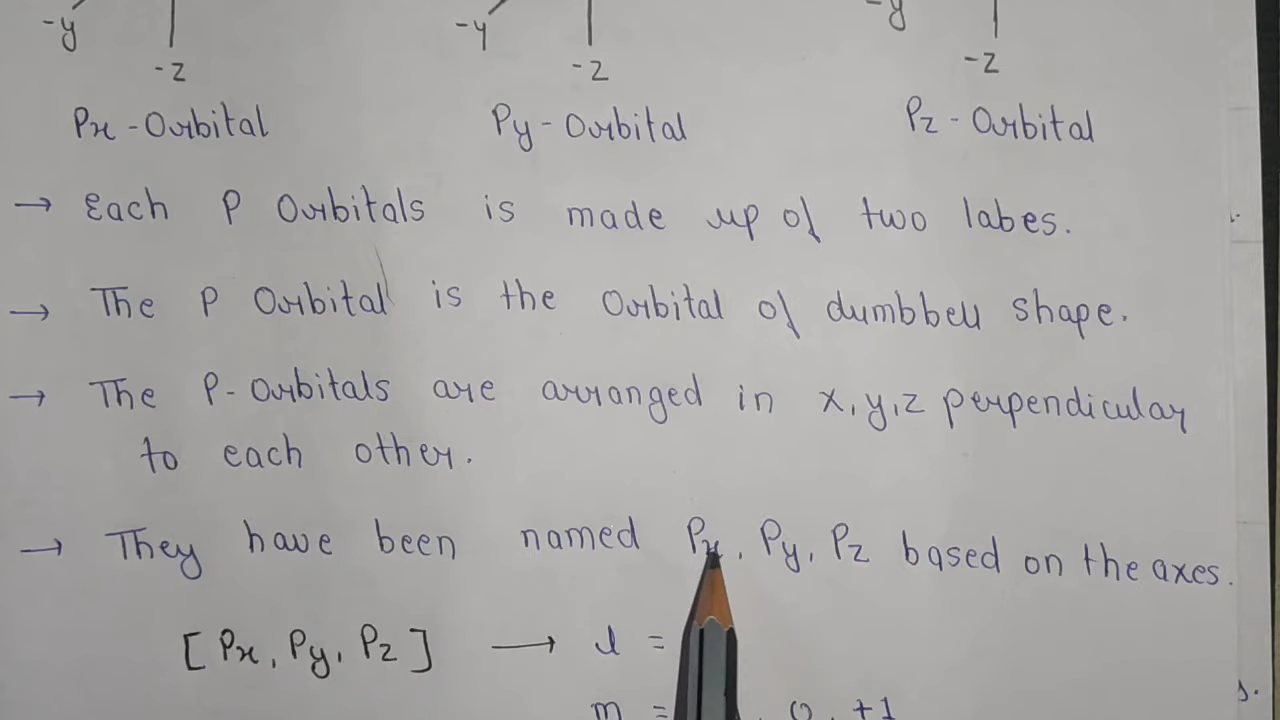 -y -y -y
-z -z -z
Px - Orbital Py - Orbital Pz - Orbital
→ Each P Orbitals is made up of two labes.
→ The P Orbital is the Orbital of dumbbell shape.
→ The P-Orbitals are arranged in x,y,z perpendicular
to each other.
→ They have been named Px, Py, Pz based on the axes.
[Px, Py, Pz] → l =
m = , 0, +1